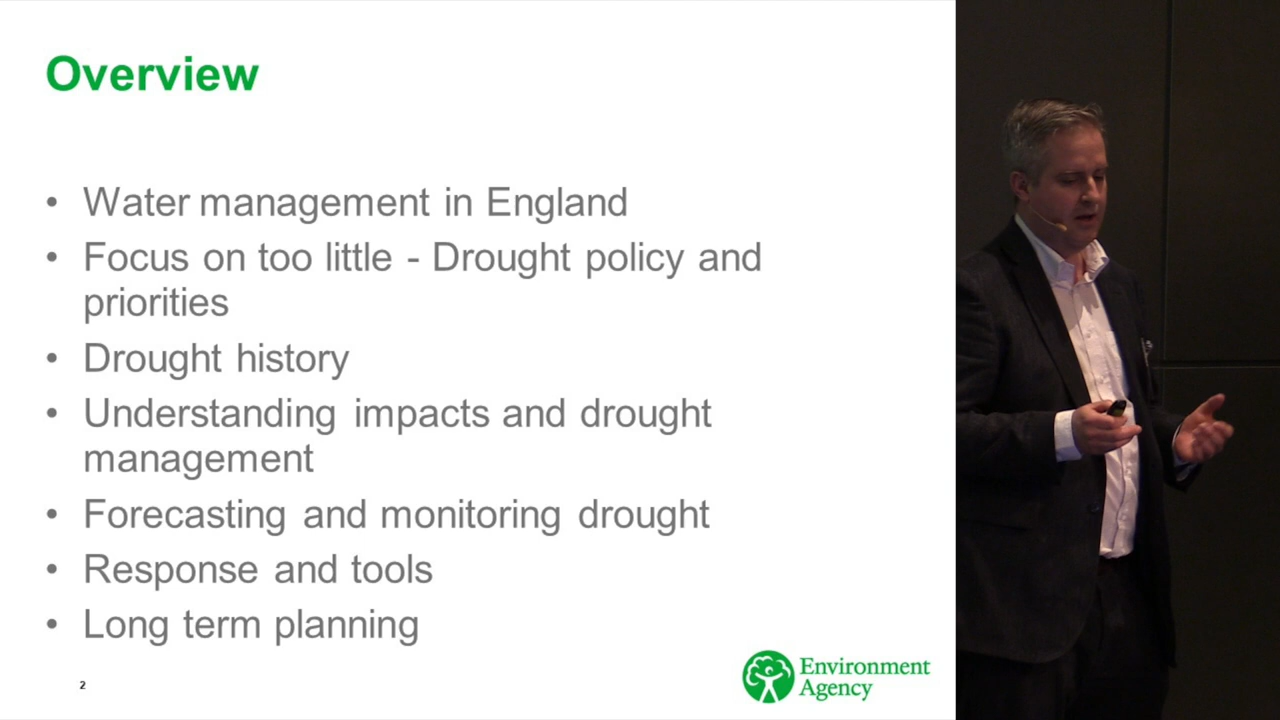 Overview
• Water management in England
• Focus on too little - Drought policy and
priorities
• Drought history
• Understanding impacts and drought
management
• Forecasting and monitoring drought
• Response and tools
• Long term planning
2
Environment
Agency